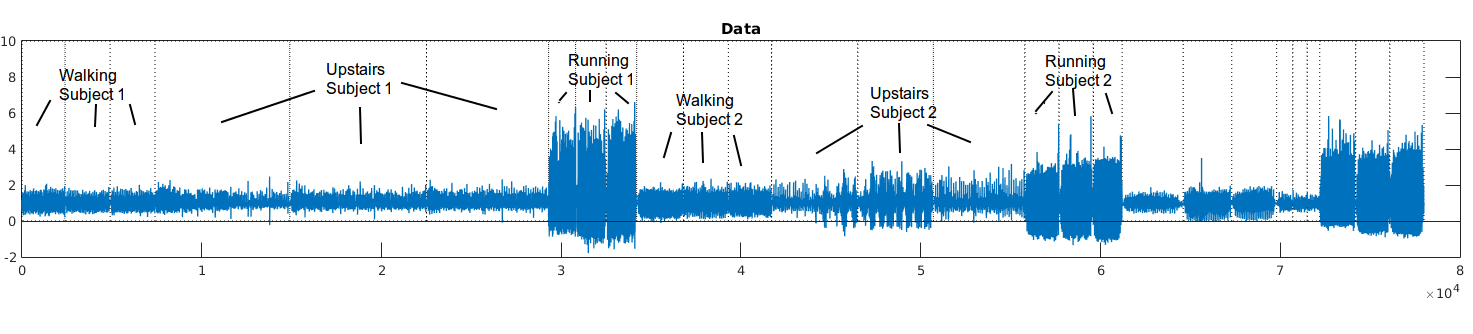 Data
10
8
6
4
2
0
-2
Walking
Subject 1
Upstairs
Subject 1
Running
Subject 1
Walking
Subject 2
Upstairs
Subject 2
Running
Subject 2
0 1 2 3 4 5 6 7 8
×10⁴